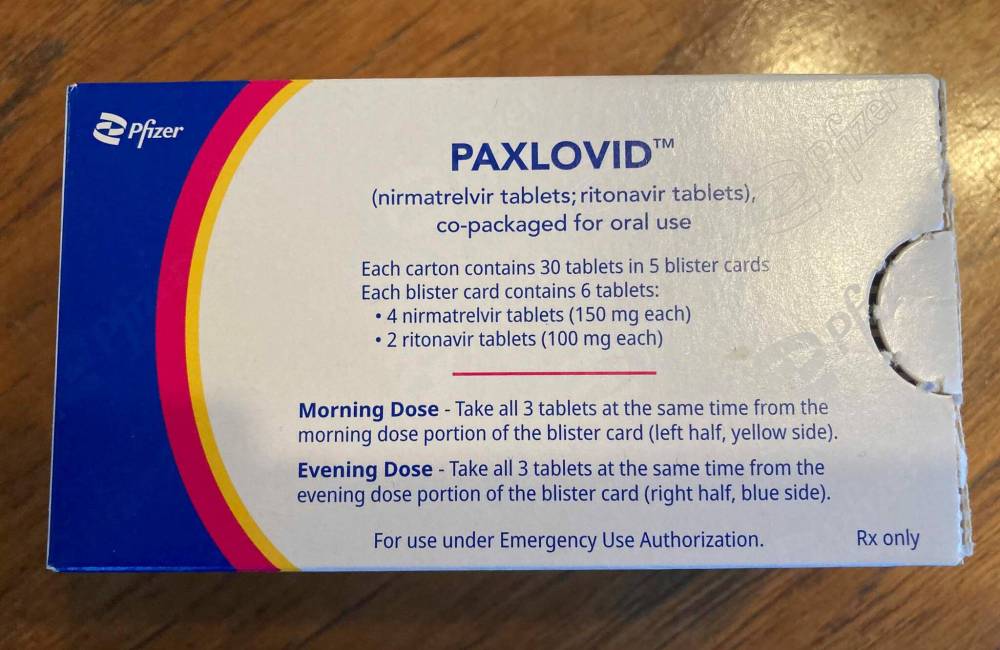 Pfizer
PAXLOVID™
(nirmatrelvir tablets; ritonavir tablets),
co-packaged for oral use
Each carton contains 30 tablets in 5 blister cards
Each blister card contains 6 tablets:
• 4 nirmatrelvir tablets (150 mg each)
• 2 ritonavir tablets (100 mg each)
Morning Dose - Take all 3 tablets at the same time from the
morning dose portion of the blister card (left half, yellow side).
Evening Dose - Take all 3 tablets at the same time from the
evening dose portion of the blister card (right half, blue side).
For use under Emergency Use Authorization.
Rx only
Pfizer